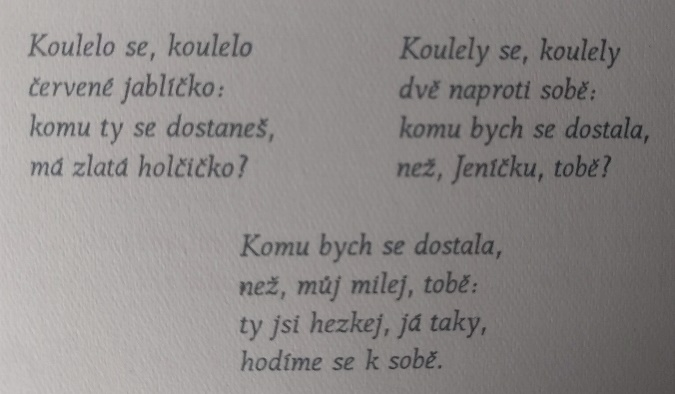 Koulelo se, koulelo
červené jablíčko:
komu ty se dostaneš,
má zlatá holčičko?
Koulely se, koulely
dvě naproti sobě:
komu bych se dostala,
než, Jeníčku, tobě?
Komu bych se dostala,
než, můj milej, tobě:
ty jsi hezkej, já taky,
hodíme se k sobě.